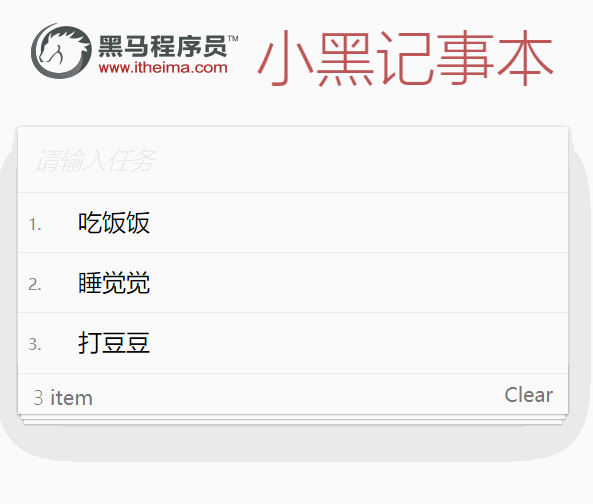 黑马程序员™
www.itheima.com
小黑记事本
请输入任务
1. 吃饭饭
2. 睡觉觉
3. 打豆豆
3 item Clear